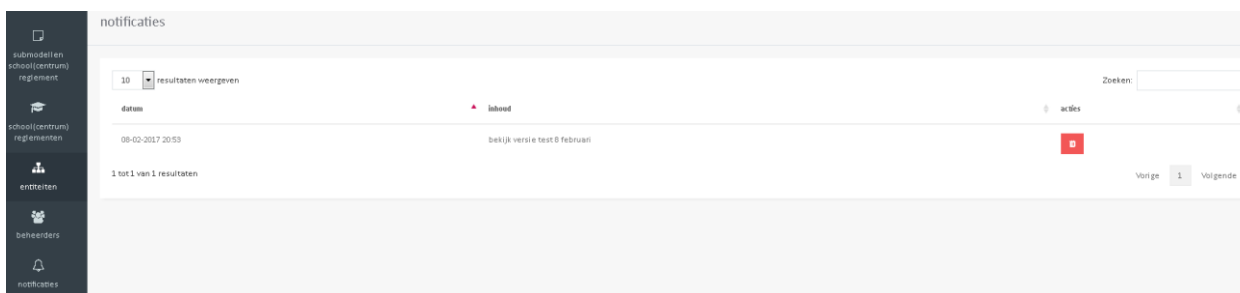 submodellen
school(centrum)
reglement
school(centrum)
reglementen
entiteiten
beheerders
notificaties
notificaties
10 resultaten weergeven
Zoeken:
datum inhoud acties
08-02-2017 20:53 bekijk versie test 8 februari
1 tot 1 van 1 resultaten
Vorige 1 Volgende